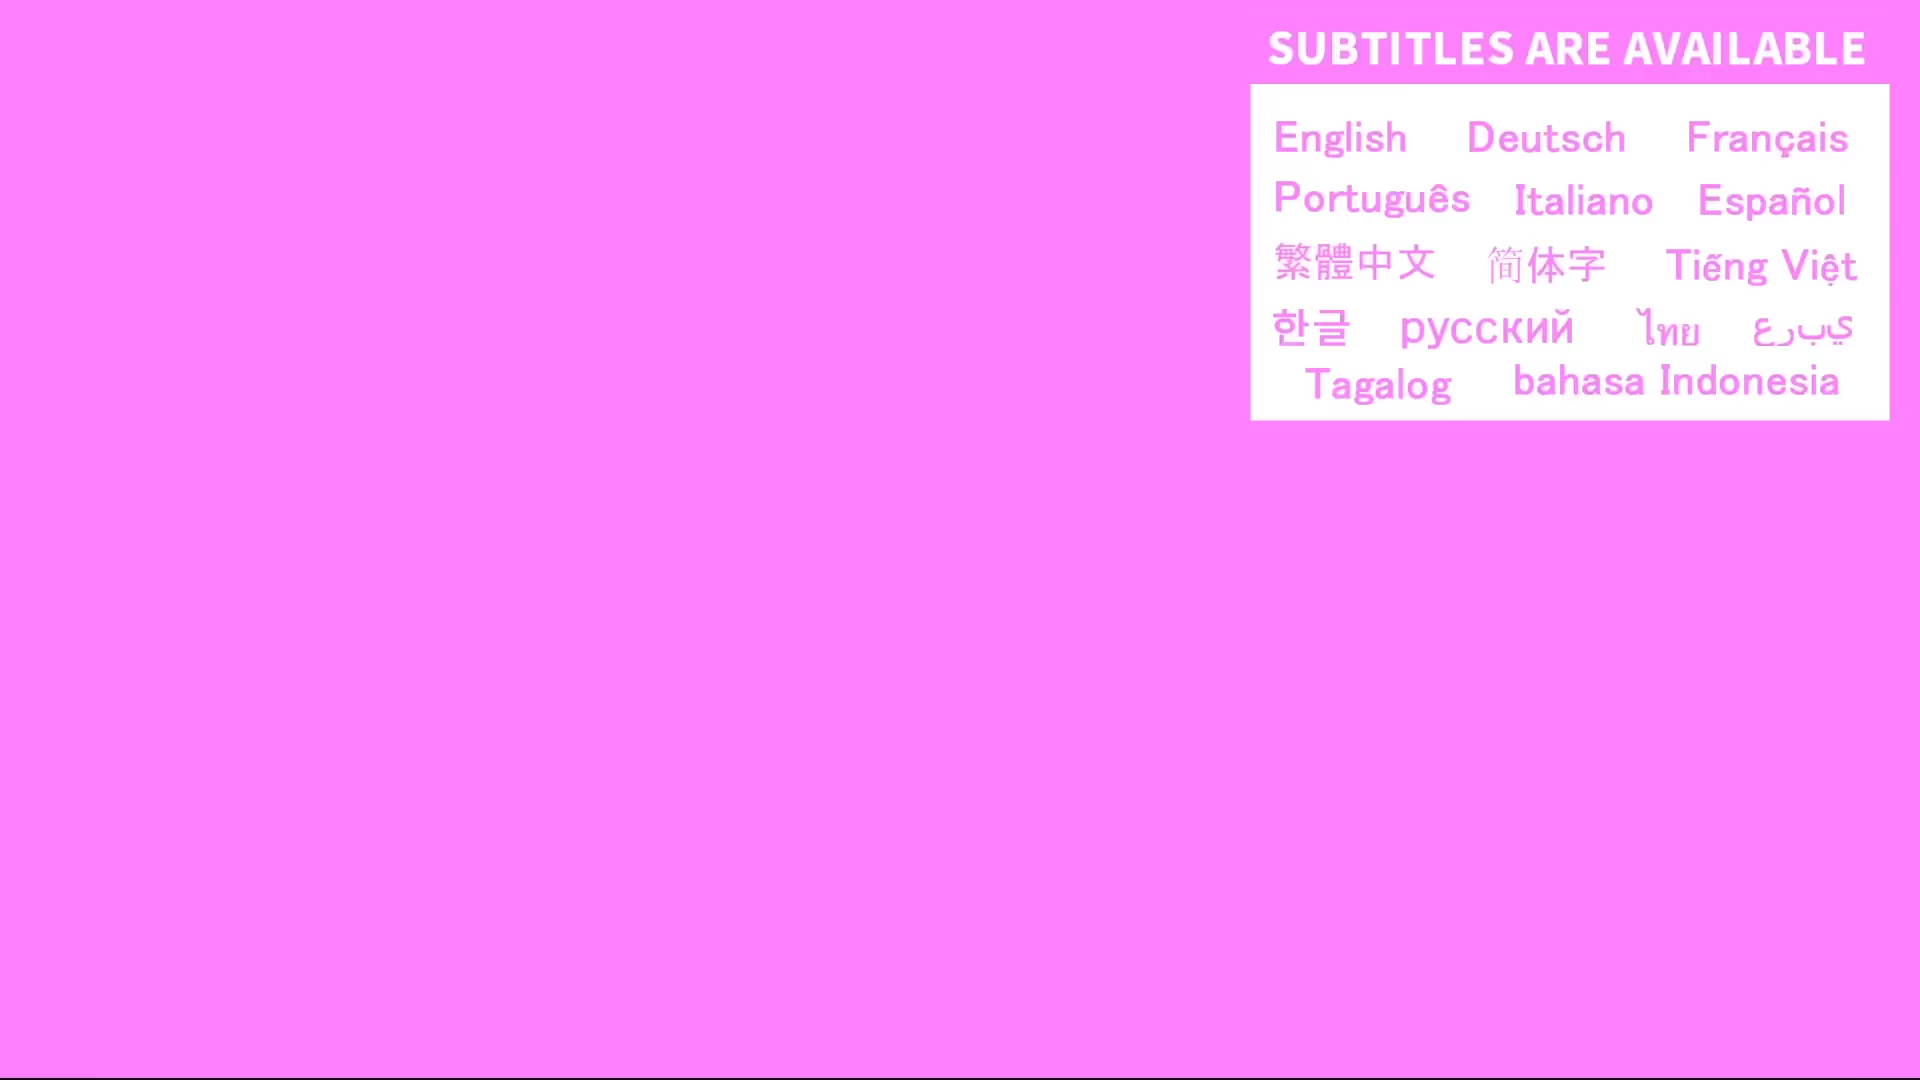 SUBTITLES ARE AVAILABLE
English Deutsch Français
Português Italiano Español
繁體中文 简体字 Tiếng Việt
한글 русский ไทย يبرع
Tagalog bahasa Indonesia